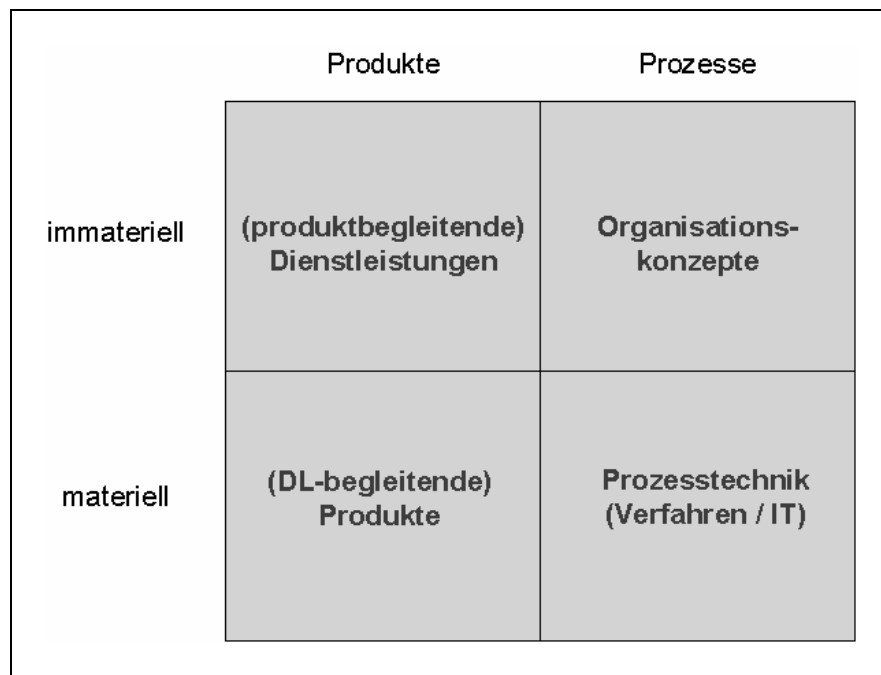 Produkte Prozesse
immateriell
(produktbegleitende)
Dienstleistungen
Organisations-
konzepte
materiell
(DL-begleitende)
Produkte
Prozesstechnik
(Verfahren / IT)